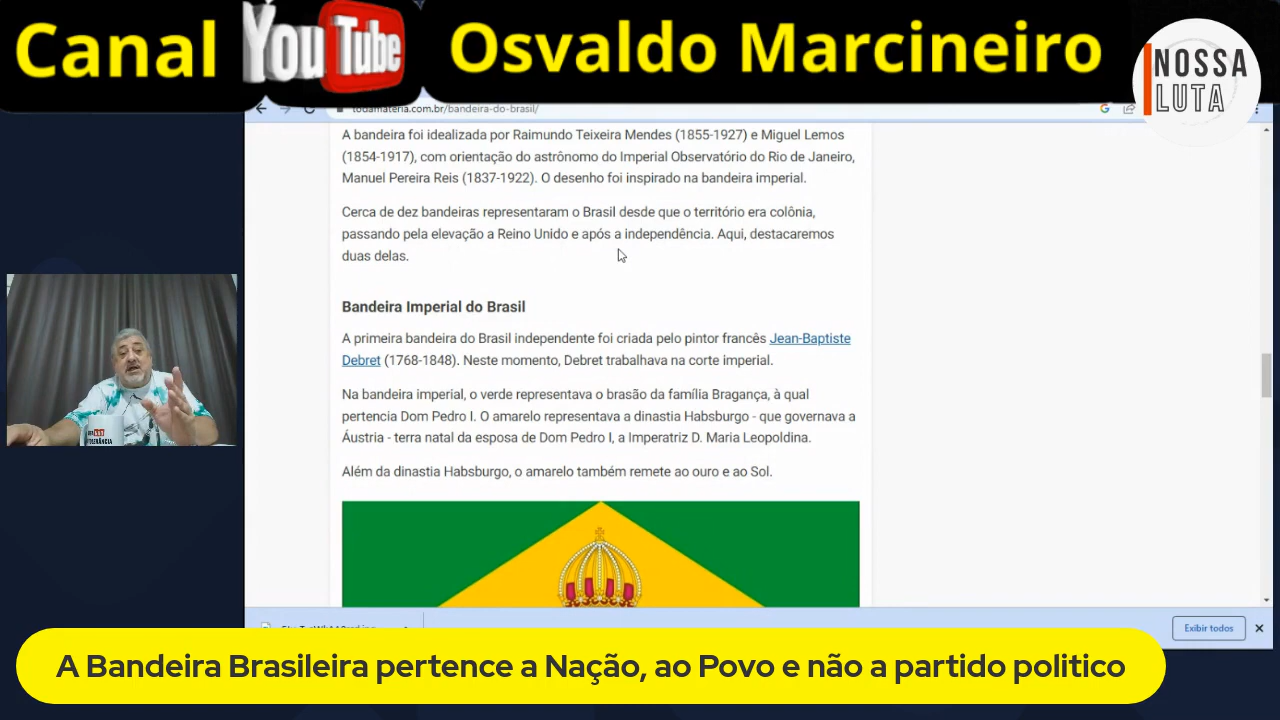 Canal YouTube Osvaldo Marcineiro
NOSSA
LUTA
todamateria.com.br/bandeira-do-brasil/
A bandeira foi idealizada por Raimundo Teixeira Mendes (1855-1927) e Miguel Lemos
(1854-1917), com orientação do astrônomo do Imperial Observatório do Rio de Janeiro,
Manuel Pereira Reis (1837-1922). O desenho foi inspirado na bandeira imperial.
Cerca de dez bandeiras representaram o Brasil desde que o território era colônia,
passando pela elevação a Reino Unido e após a independência. Aqui, destacaremos
duas delas.
Bandeira Imperial do Brasil
A primeira bandeira do Brasil independente foi criada pelo pintor francês Jean-Baptiste
Debret (1768-1848). Neste momento, Debret trabalhava na corte imperial.
Na bandeira imperial, o verde representava o brasão da família Bragança, à qual
pertencia Dom Pedro I. O amarelo representava a dinastia Habsburgo - que governava a
Áustria - terra natal da esposa de Dom Pedro I, a Imperatriz D. Maria Leopoldina.
Além da dinastia Habsburgo, o amarelo também remete ao ouro e ao Sol.
Exibir todos
A Bandeira Brasileira pertence a Nação, ao Povo e não a partido politico